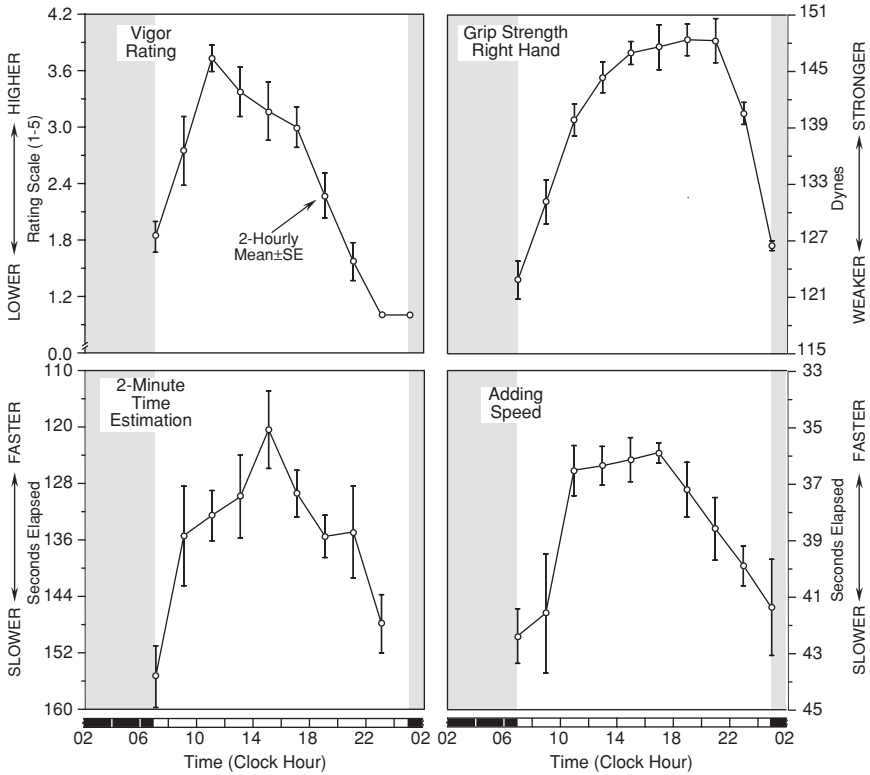 4.2
3.6
3.0
2.4
1.8
1.2
0.0
LOWER
HIGHER
Rating Scale (1-5)
Vigor
Rating
2-Hourly
Mean±SE
Grip Strength
Right Hand
151
145
139
133
127
121
115
Dynes
WEAKER
STRONGER
110
120
128
136
144
152
160
SLOWER
FASTER
Seconds Elapsed
2-Minute
Time
Estimation
Adding
Speed
33
35
37
39
41
43
45
Seconds Elapsed
SLOWER
FASTER
02 06 10 14 18 22 02
Time (Clock Hour)
02 06 10 14 18 22 02
Time (Clock Hour)